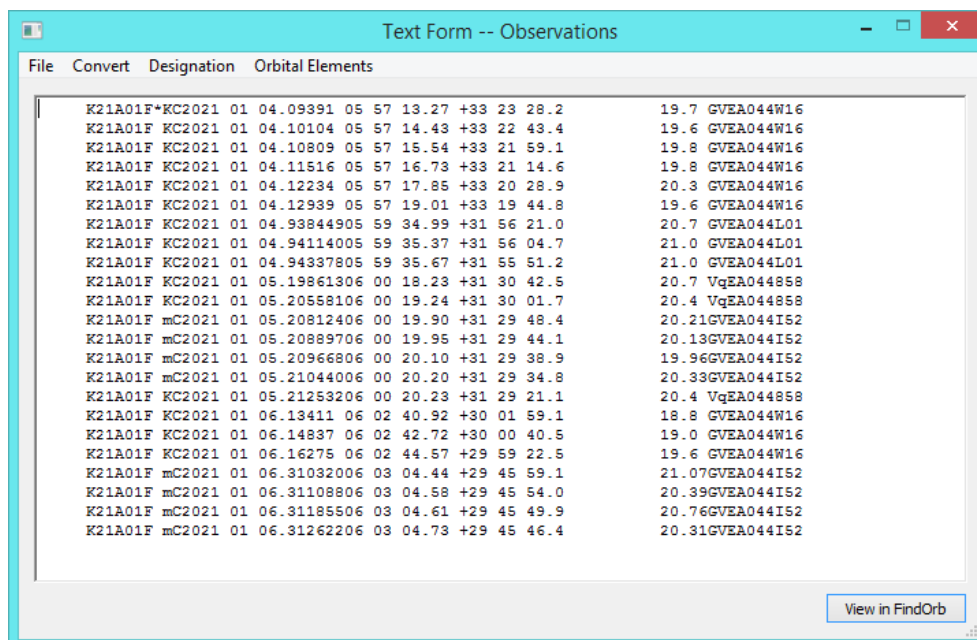 Text Form -- Observations
File Convert Designation Orbital Elements
K21A01F*KC2021 01 04.09391 05 57 13.27 +33 23 28.2 19.7 GVEA044W16
K21A01F KC2021 01 04.10104 05 57 14.43 +33 22 43.4 19.6 GVEA044W16
K21A01F KC2021 01 04.10809 05 57 15.54 +33 21 59.1 19.8 GVEA044W16
K21A01F KC2021 01 04.11516 05 57 16.73 +33 21 14.6 19.8 GVEA044W16
K21A01F KC2021 01 04.12234 05 57 17.85 +33 20 28.9 20.3 GVEA044W16
K21A01F KC2021 01 04.12939 05 57 19.01 +33 19 44.8 19.6 GVEA044W16
K21A01F KC2021 01 04.93844905 59 34.99 +31 56 21.0 20.7 GVEA044L01
K21A01F KC2021 01 04.94114005 59 35.37 +31 56 04.7 21.0 GVEA044L01
K21A01F KC2021 01 04.94337805 59 35.67 +31 55 51.2 21.0 GVEA044L01
K21A01F KC2021 01 05.19861306 00 18.23 +31 30 42.5 20.7 VqEA044858
K21A01F KC2021 01 05.20558106 00 19.24 +31 30 01.7 20.4 VqEA044858
K21A01F mC2021 01 05.20812406 00 19.90 +31 29 48.4 20.21GVEA044I52
K21A01F mC2021 01 05.20889706 00 19.95 +31 29 44.1 20.13GVEA044I52
K21A01F mC2021 01 05.20966806 00 20.10 +31 29 38.9 19.96GVEA044I52
K21A01F mC2021 01 05.21044006 00 20.20 +31 29 34.8 20.33GVEA044I52
K21A01F KC2021 01 05.21253206 00 20.23 +31 29 21.1 20.4 VqEA044858
K21A01F KC2021 01 06.13411 06 02 40.92 +30 01 59.1 18.8 GVEA044W16
K21A01F KC2021 01 06.14837 06 02 42.72 +30 00 40.5 19.0 GVEA044W16
K21A01F KC2021 01 06.16275 06 02 44.57 +29 59 22.5 19.6 GVEA044W16
K21A01F mC2021 01 06.31032006 03 04.44 +29 45 59.1 21.07GVEA044I52
K21A01F mC2021 01 06.31108806 03 04.58 +29 45 54.0 20.39GVEA044I52
K21A01F mC2021 01 06.31185506 03 04.61 +29 45 49.9 20.76GVEA044I52
K21A01F mC2021 01 06.31262206 03 04.73 +29 45 46.4 20.31GVEA044I52
View in FindOrb